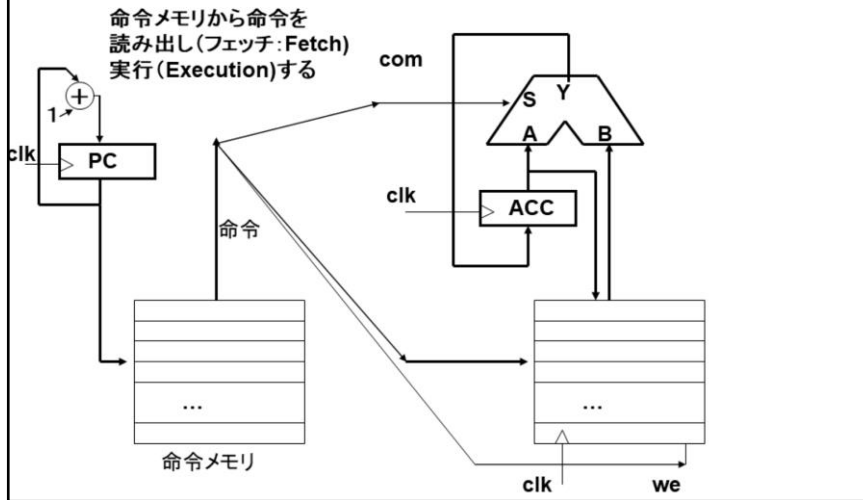 命令メモリから命令を
読み出し(フェッチ:Fetch)
実行(Execution)する
com
+
1
clk
PC
命令
S
Y
A
B
clk
ACC
...
...
命令メモリ
clk
we